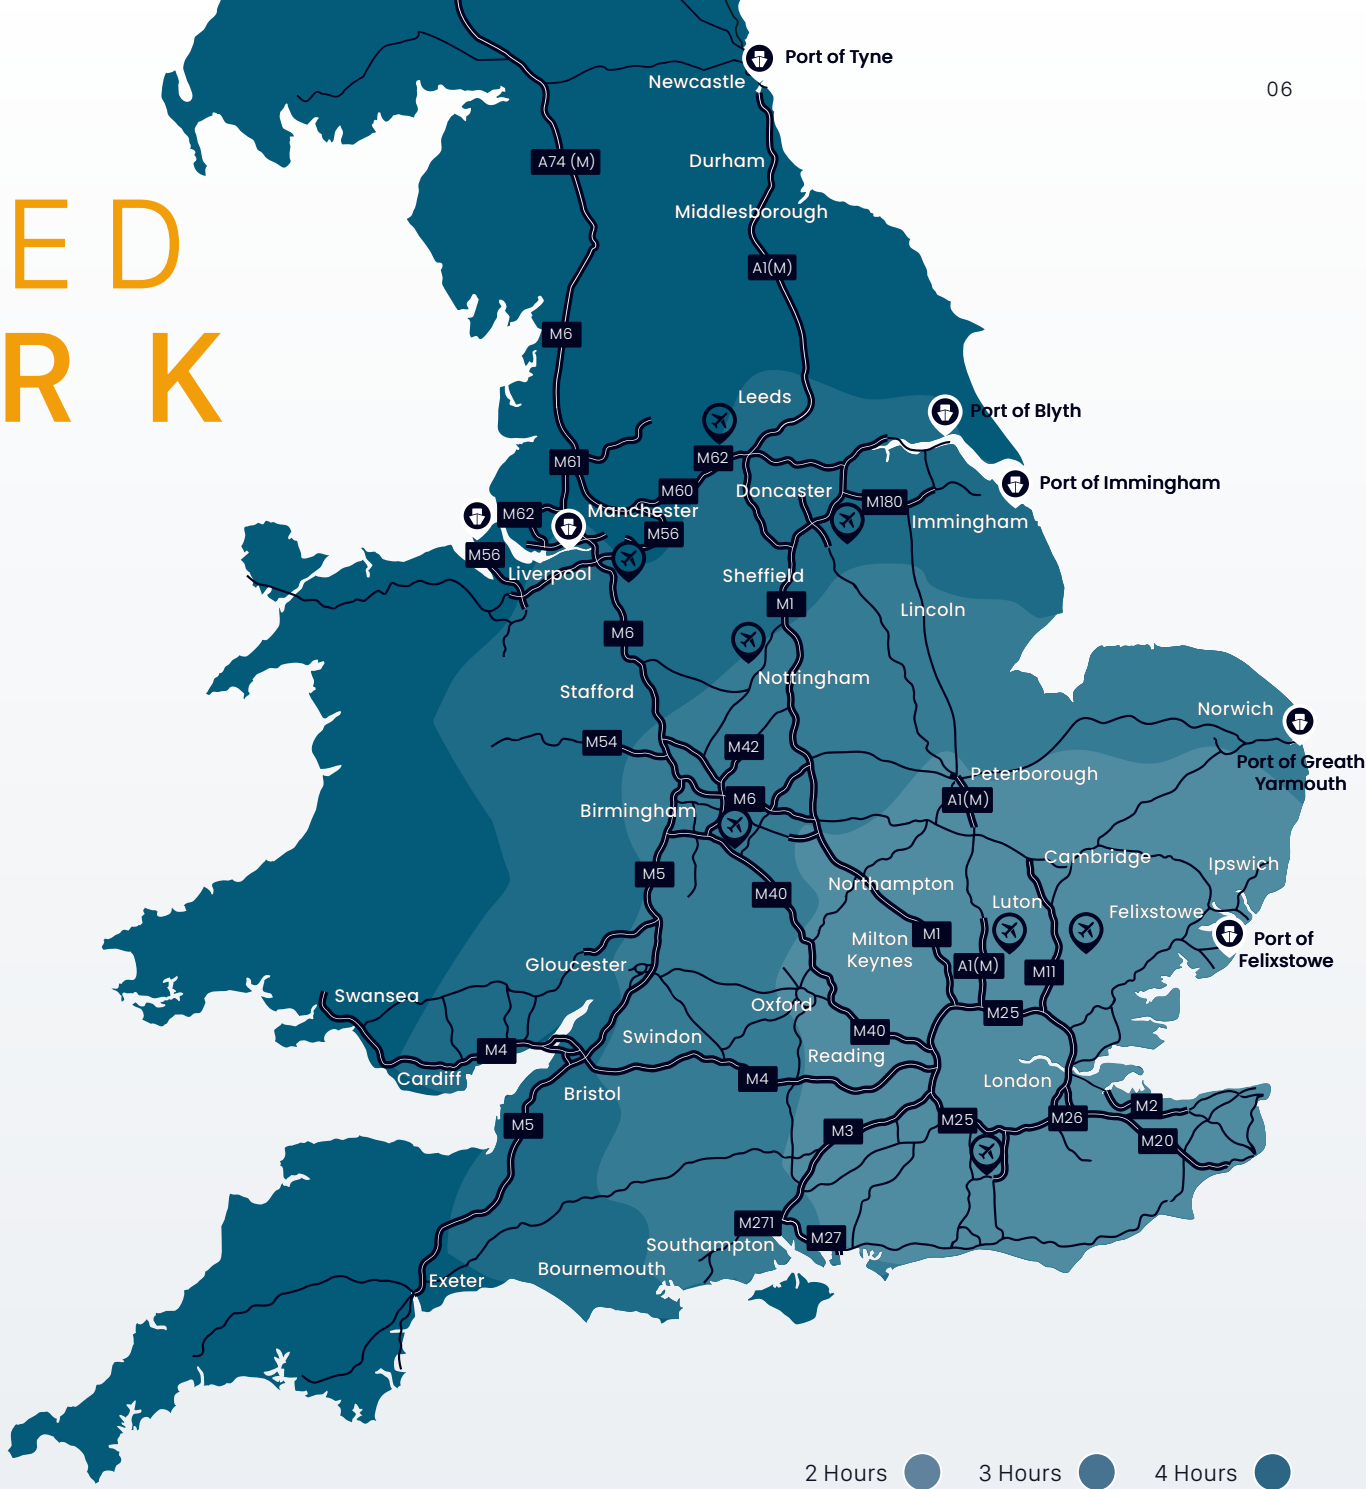 06
ED
RK
Port of Tyne
Newcastle
A74 (M)
Durham
Middlesborough
A1(M)
M6
Leeds
Port of Blyth
M61
M62
Port of Immingham
M60
Doncaster
M180
M62
Manchester
M56
Immingham
M56
Liverpool
Sheffield
M1
Lincoln
M6
Nottingham
Stafford
Norwich
M54
M42
Port of Greath
Yarmouth
Peterborough
M6
A1(M)
Birmingham
Cambridge
Ipswich
M5
M40
Northampton
Luton
Felixstowe
Milton
Keynes
M1
Port of
Felixstowe
Gloucester
A1(M)
M11
Swansea
Oxford
M25
Swindon
M40
M4
Reading
Cardiff
M4
London
Bristol
M2
M5
M3
M25
M26
M20
M271
M27
Southampton
Bournemouth
Exeter
2 Hours
3 Hours
4 Hours